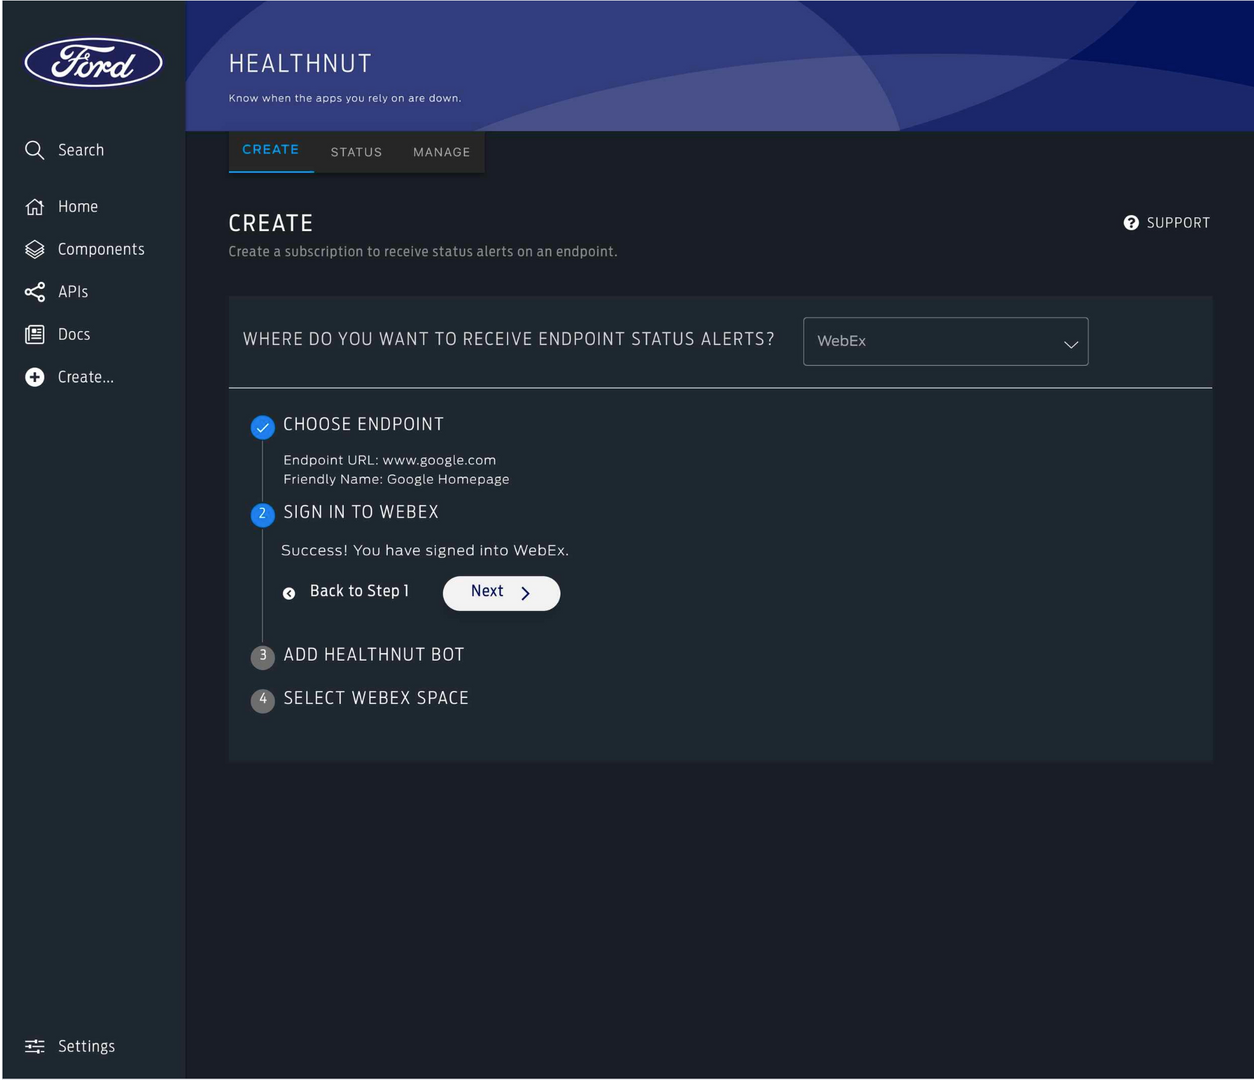 Ford
Search
Home
Components
APIs
Docs
Create...
Settings
HEALTHNUT
Know when the apps you rely on are down.
CREATE
STATUS
MANAGE
CREATE
SUPPORT
Create a subscription to receive status alerts on an endpoint.
WHERE DO YOU WANT TO RECEIVE ENDPOINT STATUS ALERTS?
WebEx
CHOOSE ENDPOINT
Endpoint URL: www.google.com
Friendly Name: Google Homepage
2 SIGN IN TO WEBEX
Success! You have signed into WebEx.
Back to Step 1
Next
3 ADD HEALTHNUT BOT
4 SELECT WEBEX SPACE